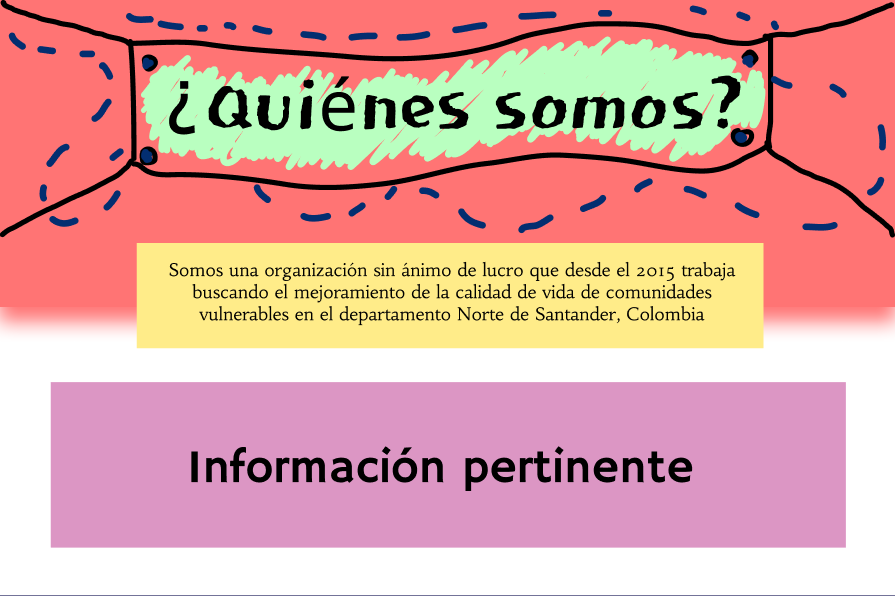 ¿Quiénes somos?
Somos una organización sin ánimo de lucro que desde el 2015 trabaja
buscando el mejoramiento de la calidad de vida de comunidades
vulnerables en el departamento Norte de Santander, Colombia
Información pertinente